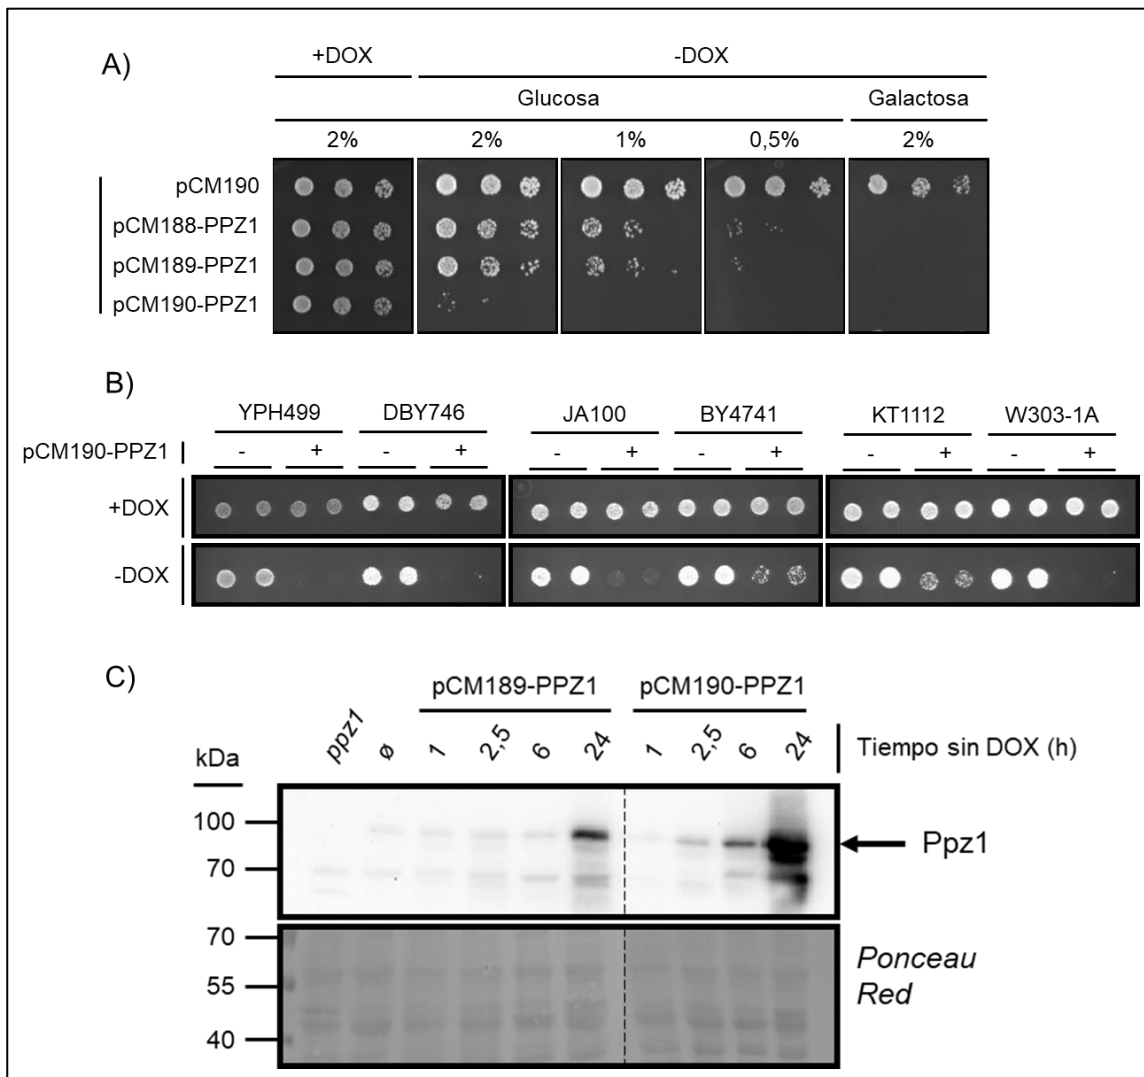 A)
+DOX -DOX
Glucosa Galactosa
2% 2% 1% 0,5% 2%
pCM190
pCM188-PPZ1
pCM189-PPZ1
pCM190-PPZ1
B)
YPH499 DBY746 JA100 BY4741 KT1112 W303-1A
pCM190-PPZ1 - + - + - + - + - + - +
+DOX
-DOX
C)
pCM189-PPZ1 pCM190-PPZ1
kDa ppz1 ø 1 2,5 6 24 1 2,5 6 24 Tiempo sin DOX (h)
100
70
Ppz1
70
55
40
Ponceau
Red